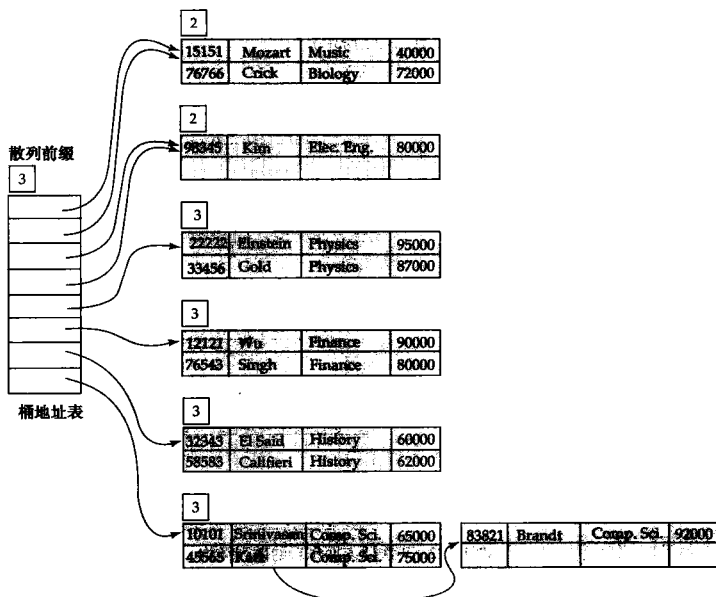 2
15151 Mozart Music 40000
76766 Crick Biology 72000
2
98345 Kim Elec. Eng. 80000
散列前缀
3
3
22222 Einstein Physics 95000
33456 Gold Physics 87000
3
12121 Wu Finance 90000
76543 Singh Finance 80000
桶地址表
3
32343 El Said History 60000
58583 Califieri History 62000
3
10101 Srinivasan Comp. Sci. 65000
45565 Katz Comp. Sci. 75000
83821 Brandt Comp. Sci. 92000